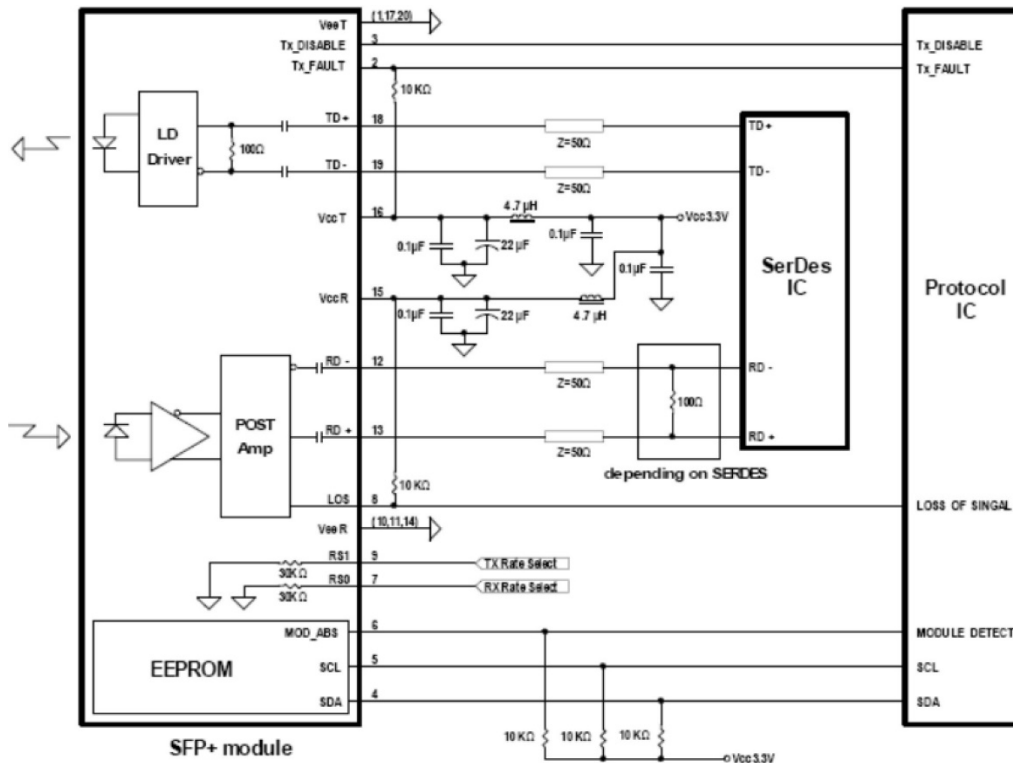 VeeT (1,17,20)
Tx_DISABLE 3 Tx_DISABLE
Tx_FAULT 2 Tx_FAULT
10 KΩ
LD
Driver
100Ω
TD+ 18 Z=50Ω TD+
TD- 19 Z=50Ω TD-
VccT 16 4.7 µH Vcc3.3V
0.1µF 22 µF 0.1µF
0.1µF
SerDes
IC
Protocol
IC
VccR 15
0.1µF 22 µF 4.7 µH
POST
Amp
RD - 12 Z=50Ω RD -
100Ω
RD + 13 Z=50Ω RD +
depending on SERDES
10 KΩ
LOS 8 LOSS OF SINGAL
VeeR (10,11,14)
RS1 9 TX Rate Select
30KΩ
RS0 7 RX Rate Select
30KΩ
MOD_ABS 6 MODULE DETECT
EEPROM
SCL 5 SCL
SDA 4 SDA
10 KΩ 10 KΩ 10 KΩ
Vcc3.3V
SFP+ module